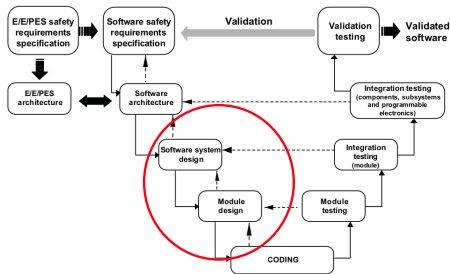 E/E/PES safety
requirements
specification
Software safety
requirements
specification
Validation
Validation
testing
Validated
software
E/E/PES
architecture
Software
architecture
Integration testing
(components, subsystems
and programmable
electronics)
Software system
design
Integration
testing
(module)
Module
design
Module
testing
CODING